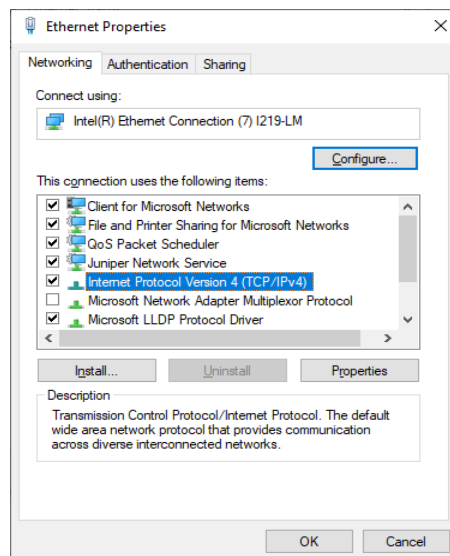 Ethernet Properties
Networking Authentication Sharing
Connect using:
Intel(R) Ethernet Connection (7) I219-LM
Configure...
This connection uses the following items:
Client for Microsoft Networks
File and Printer Sharing for Microsoft Networks
QoS Packet Scheduler
Juniper Network Service
Internet Protocol Version 4 (TCP/IPv4)
Microsoft Network Adapter Multiplexor Protocol
Microsoft LLDP Protocol Driver
Install... Uninstall Properties
Description
Transmission Control Protocol/Internet Protocol. The default
wide area network protocol that provides communication
across diverse interconnected networks.
OK Cancel